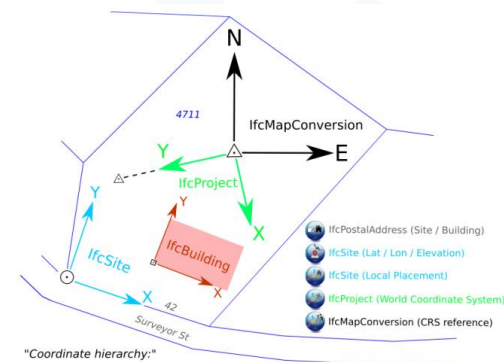 N
4711
IfcMapConversion
E
Y
IfcProject
Y
X
Y
IfcSite
IfcBuilding
X
X
42
Surveyor St
IfcPostalAddress (Site / Building)
IfcSite (Lat / Lon / Elevation)
IfcSite (Local Placement)
IfcProject (World Coordinate System)
IfcMapConversion (CRS reference)
"Coordinate hierarchy:"